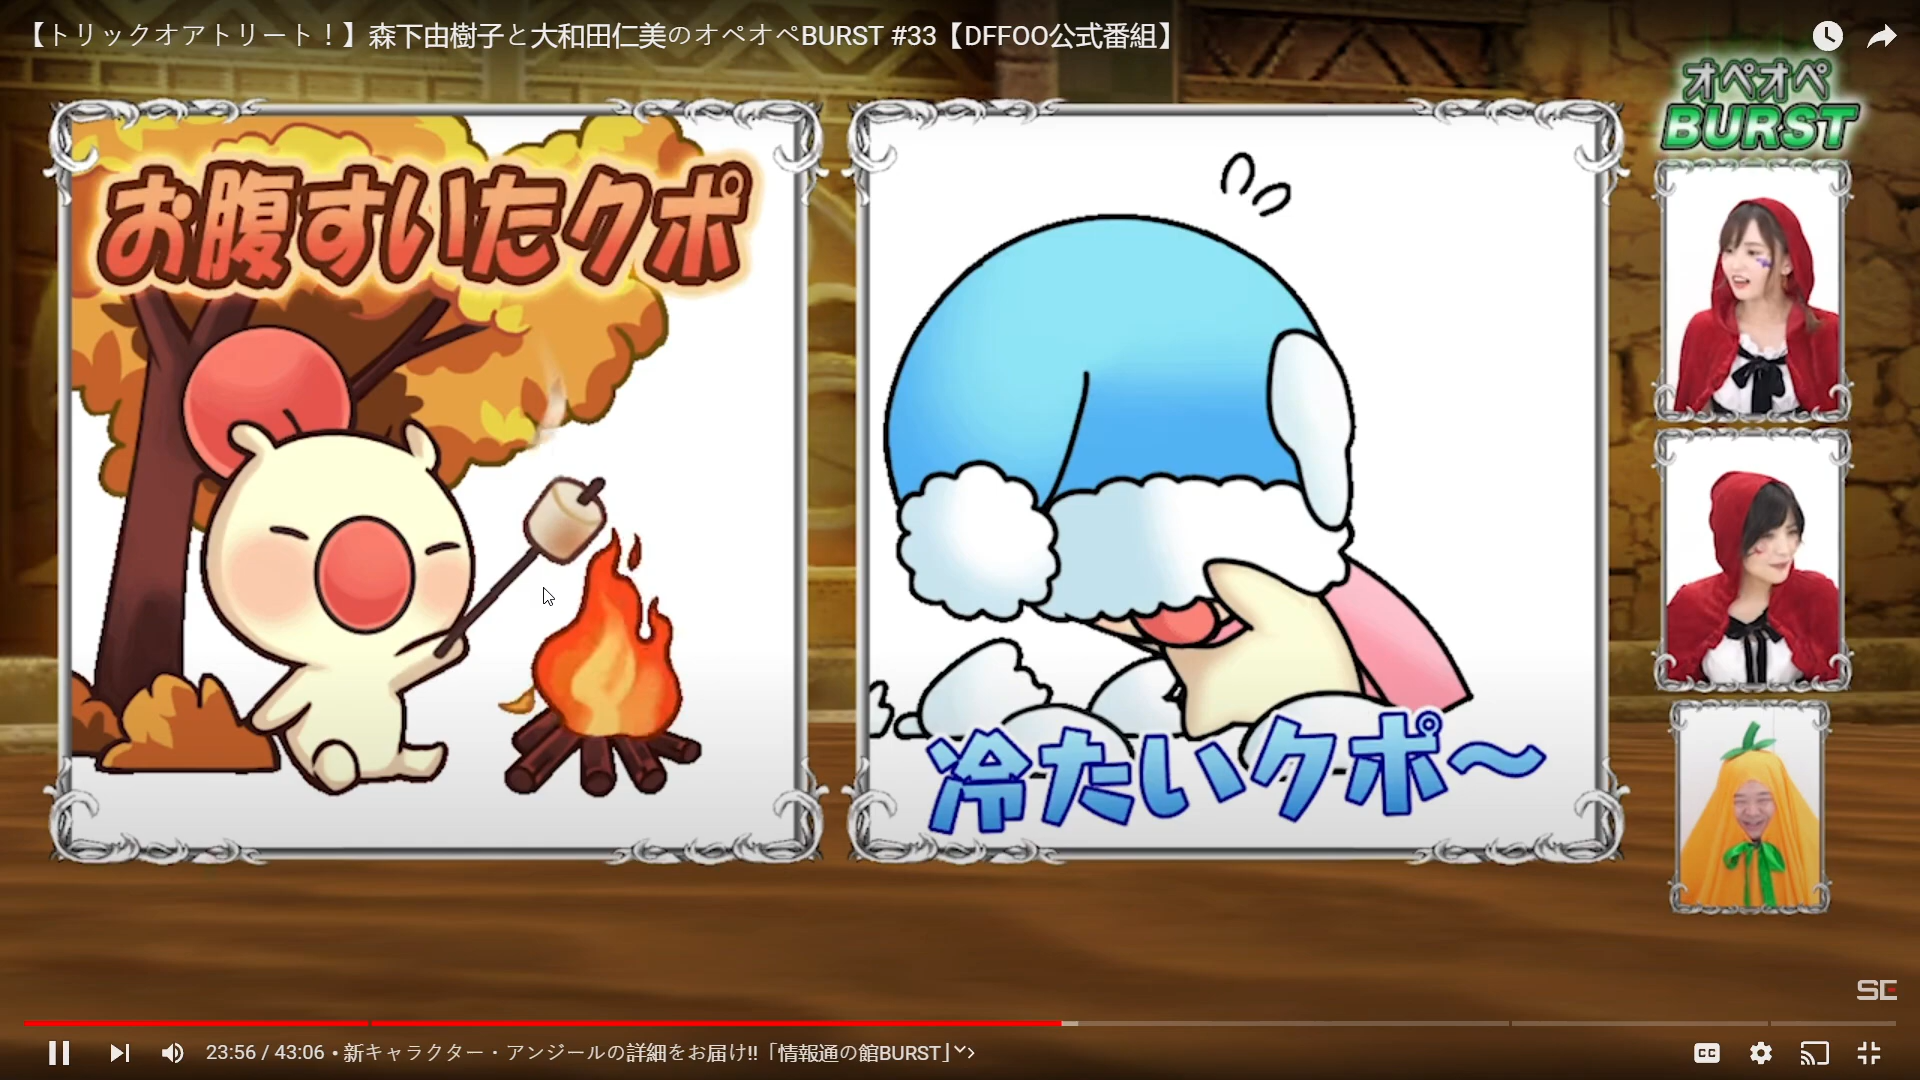 【トリックオアトリート！】森下由樹子と大和田仁美のオペオペBURST #33【DFFOO公式番組】
オペオペ
BURST
お腹すいたクポ
冷たいクポ〜
SE
23:56 / 43:06 • 新キャラクター・アンジールの詳細をお届け!!「情報通の館BURST」
CC